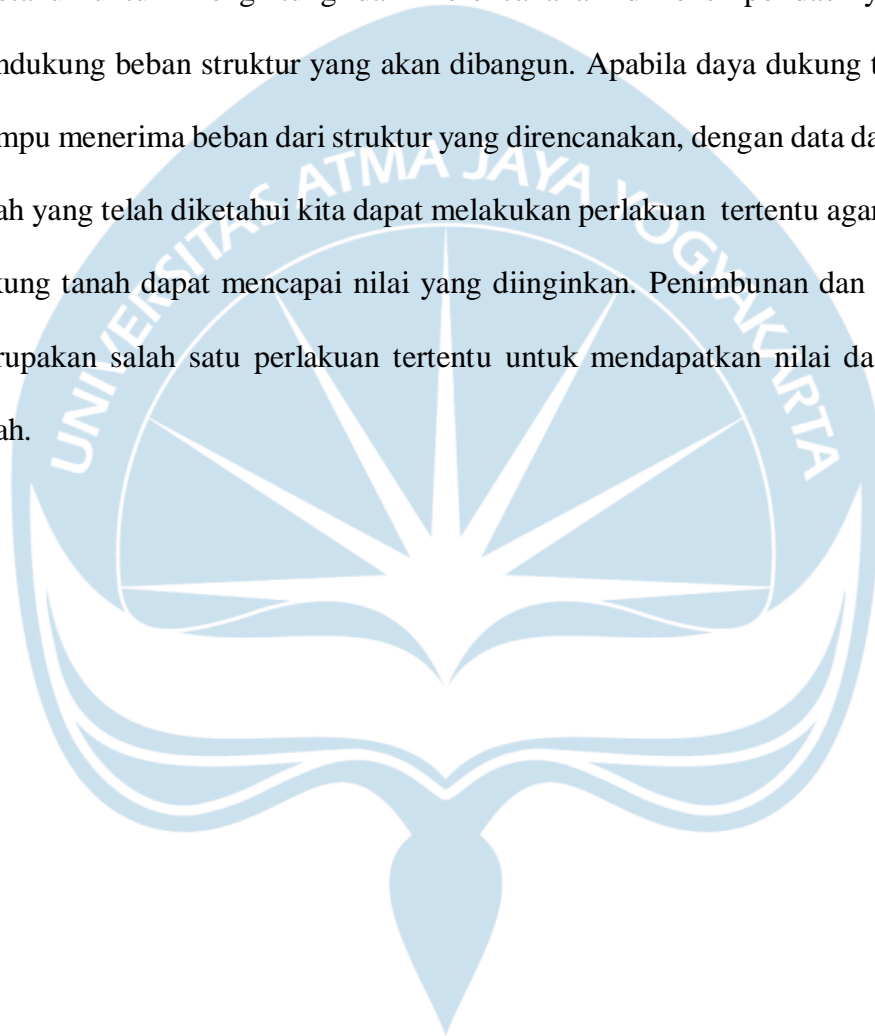 ndukung beban struktur yang akan dibangun. Apabila daya dukung t
mpu menerima beban dari struktur yang direncanakan, dengan data da
ah yang telah diketahui kita dapat melakukan perlakuan tertentu agar
kung tanah dapat mencapai nilai yang diinginkan. Penimbunan dan
rupakan salah satu perlakuan tertentu untuk mendapatkan nilai da
ah.
UNIVERSITAS ATMA JAYA YOGYAKARTA